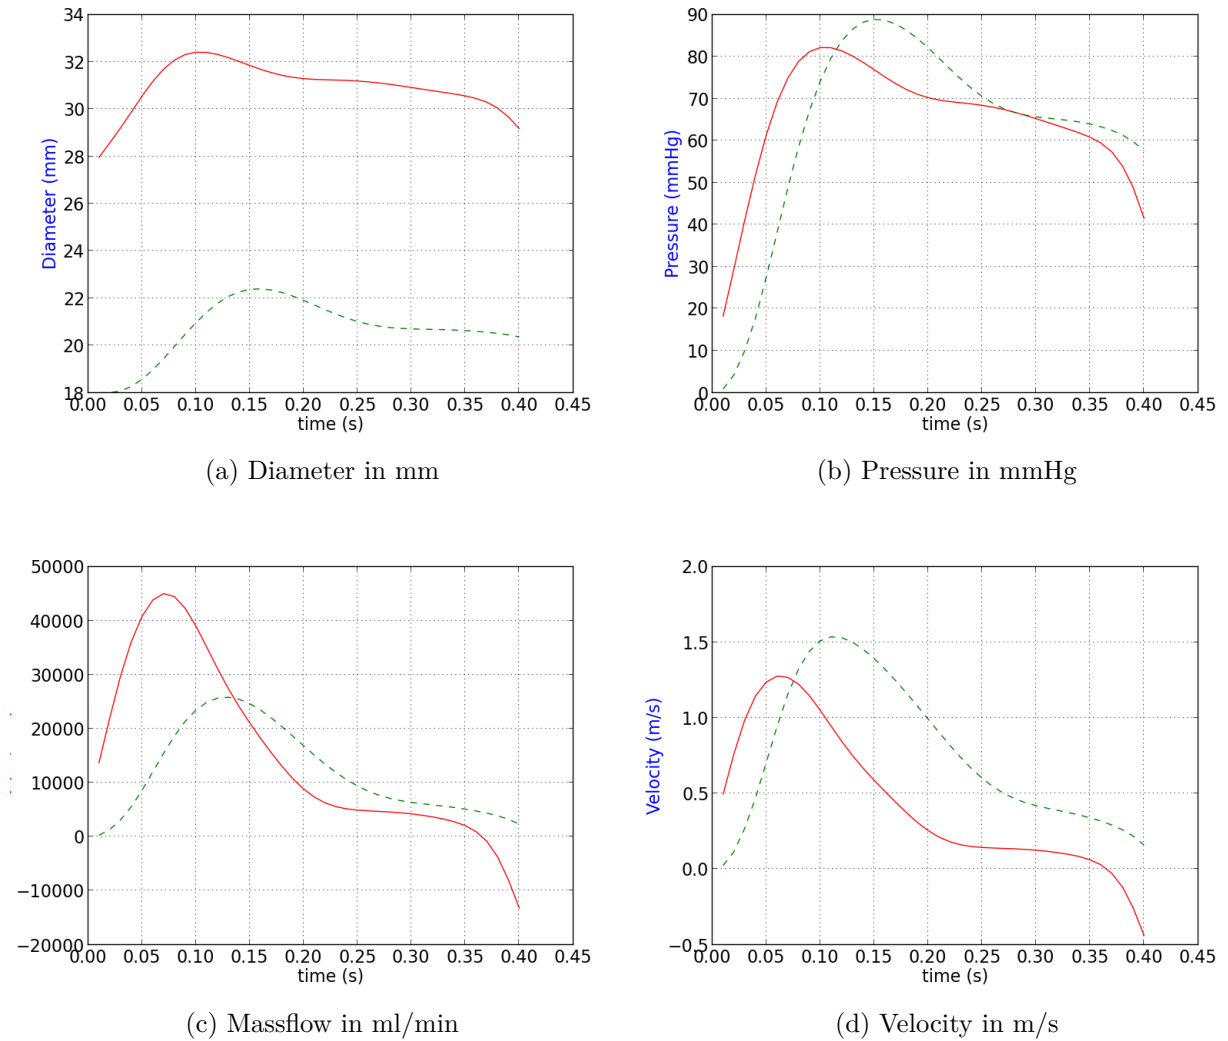 34
32
30
28
26
24
22
20
18
Diameter (mm)
0.00 0.05 0.10 0.15 0.20 0.25 0.30 0.35 0.40 0.45
time (s)
(a) Diameter in mm
90
80
70
60
50
40
30
20
10
0
Pressure (mmHg)
0.00 0.05 0.10 0.15 0.20 0.25 0.30 0.35 0.40 0.45
time (s)
(b) Pressure in mmHg
50000
40000
30000
20000
10000
0
−10000
−20000
0.00 0.05 0.10 0.15 0.20 0.25 0.30 0.35 0.40 0.45
time (s)
(c) Massflow in ml/min
2.0
1.5
1.0
0.5
0.0
−0.5
Velocity (m/s)
0.00 0.05 0.10 0.15 0.20 0.25 0.30 0.35 0.40 0.45
time (s)
(d) Velocity in m/s